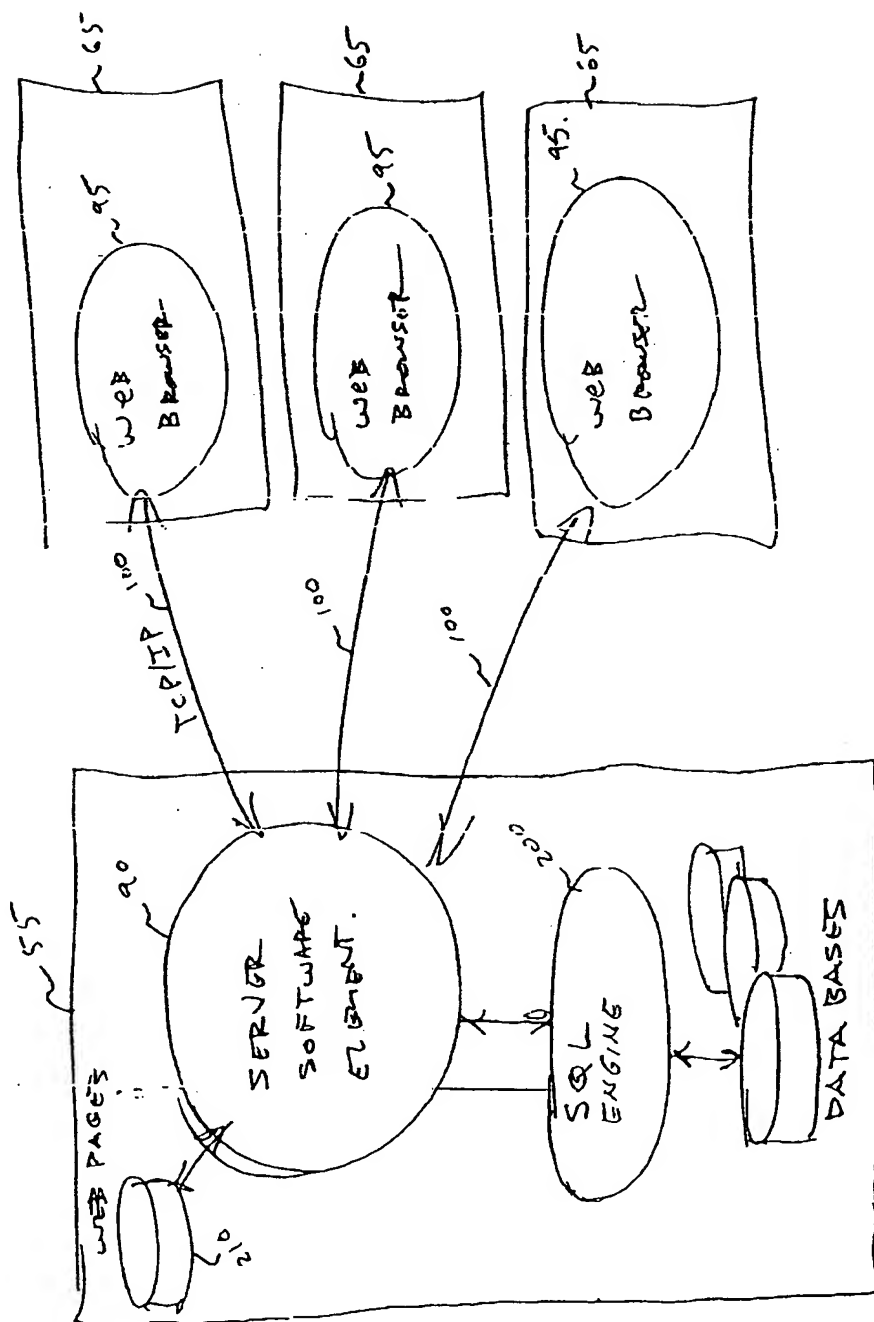 55
WEB PAGES
210
90
SERVER
SOFTWARE
ELEMENT.
200
SQL
ENGINE
DATA BASES
TCP/IP
100
100
100
65
95
WEB
BROWSER
65
95
WEB
BROWSER
65
95.
WEB
BROWSER